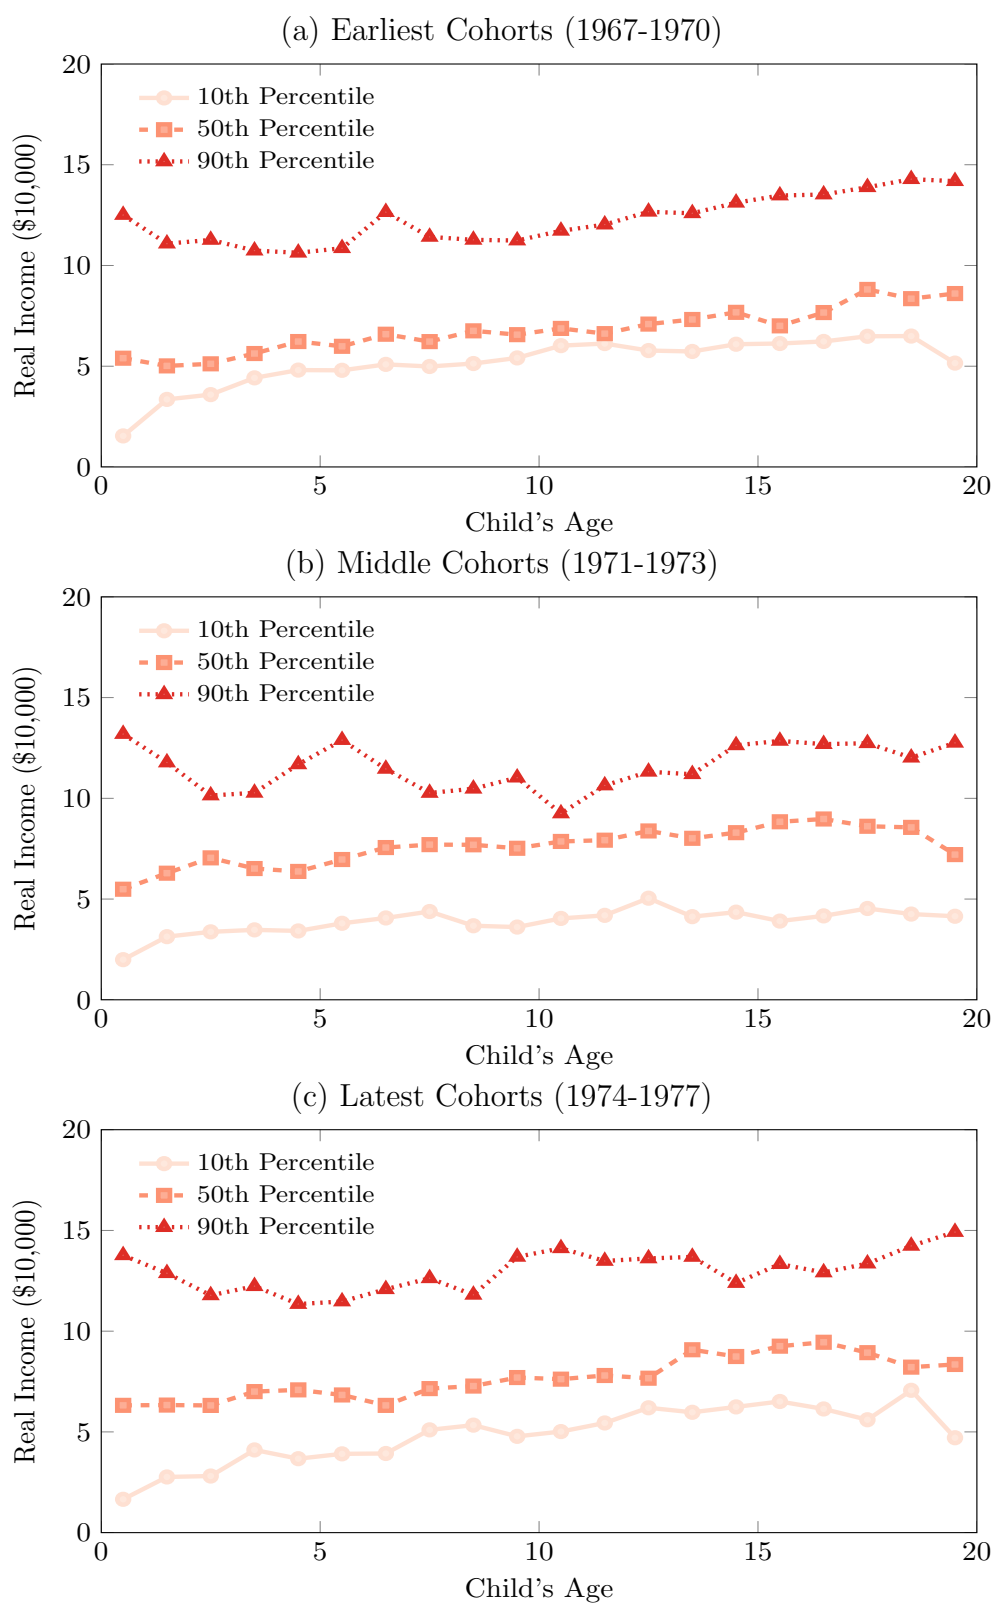 (a) Earliest Cohorts (1967-1970)
20
15
10
5
0
Real Income ($10,000)
10th Percentile
50th Percentile
90th Percentile
0 5 10 15 20
Child's Age
(b) Middle Cohorts (1971-1973)
20
15
10
5
0
Real Income ($10,000)
10th Percentile
50th Percentile
90th Percentile
0 5 10 15 20
Child's Age
(c) Latest Cohorts (1974-1977)
20
15
10
5
0
Real Income ($10,000)
10th Percentile
50th Percentile
90th Percentile
0 5 10 15 20
Child's Age